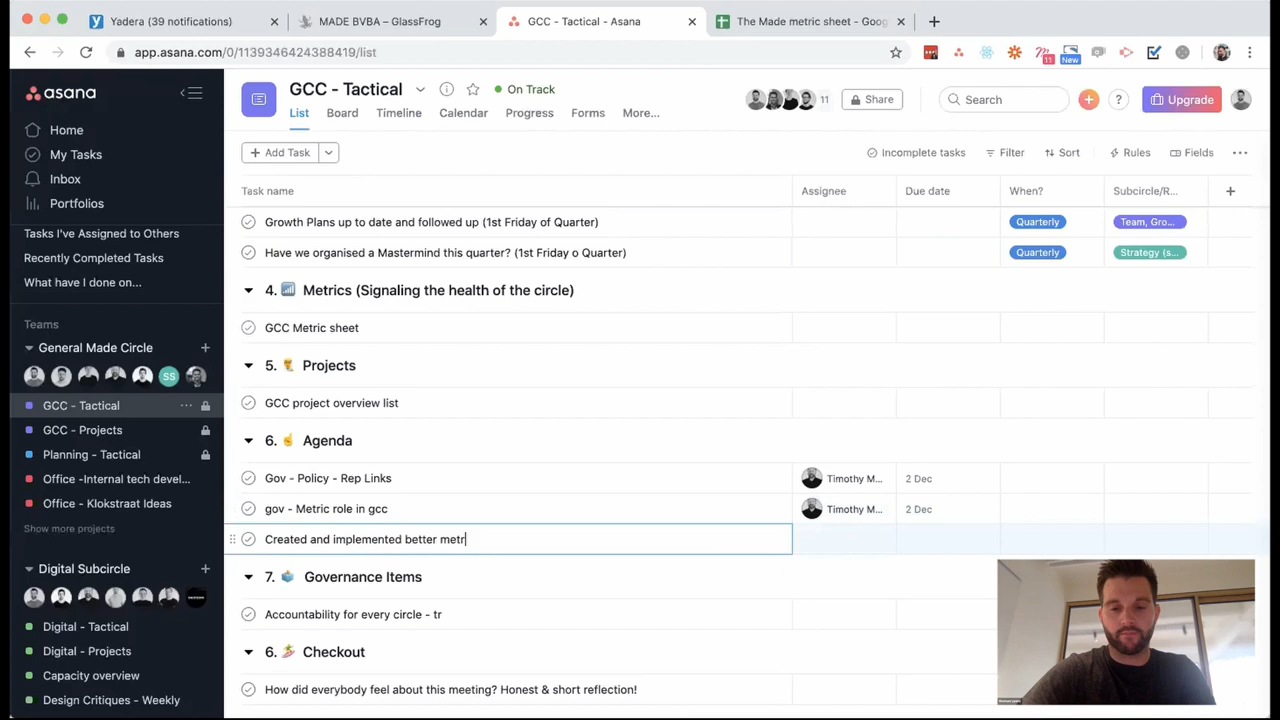 Yadera (39 notifications)
MADE BVBA – GlassFrog
GCC - Tactical - Asana
The Made metric sheet - Goog
app.asana.com/0/1139346424388419/list
11
New
asana
GCC - Tactical
On Track
11
Share
Search
?
Upgrade
List
Board
Timeline
Calendar
Progress
Forms
More...
Home
My Tasks
Inbox
Portfolios
Tasks I've Assigned to Others
Recently Completed Tasks
What have I done on...
Teams
General Made Circle
SS
GCC - Tactical
GCC - Projects
Planning - Tactical
Office -Internal tech devel...
Office - Klokstraat Ideas
Show more projects
Digital Subcircle
Digital - Tactical
Digital - Projects
Capacity overview
Design Critiques - Weekly
+ Add Task
Incomplete tasks
Filter
Sort
Rules
Fields
Task name
Assignee
Due date
When?
Subcircle/R...
Growth Plans up to date and followed up (1st Friday of Quarter)
Quarterly
Team, Gro...
Have we organised a Mastermind this quarter? (1st Friday o Quarter)
Quarterly
Strategy (s...
4. Metrics (Signaling the health of the circle)
GCC Metric sheet
5. Projects
GCC project overview list
6. Agenda
Gov - Policy - Rep Links
Timothy M...
2 Dec
gov - Metric role in gcc
Timothy M...
2 Dec
Created and implemented better metr
7. Governance Items
Accountability for every circle - tr
6. Checkout
How did everybody feel about this meeting? Honest & short reflection!